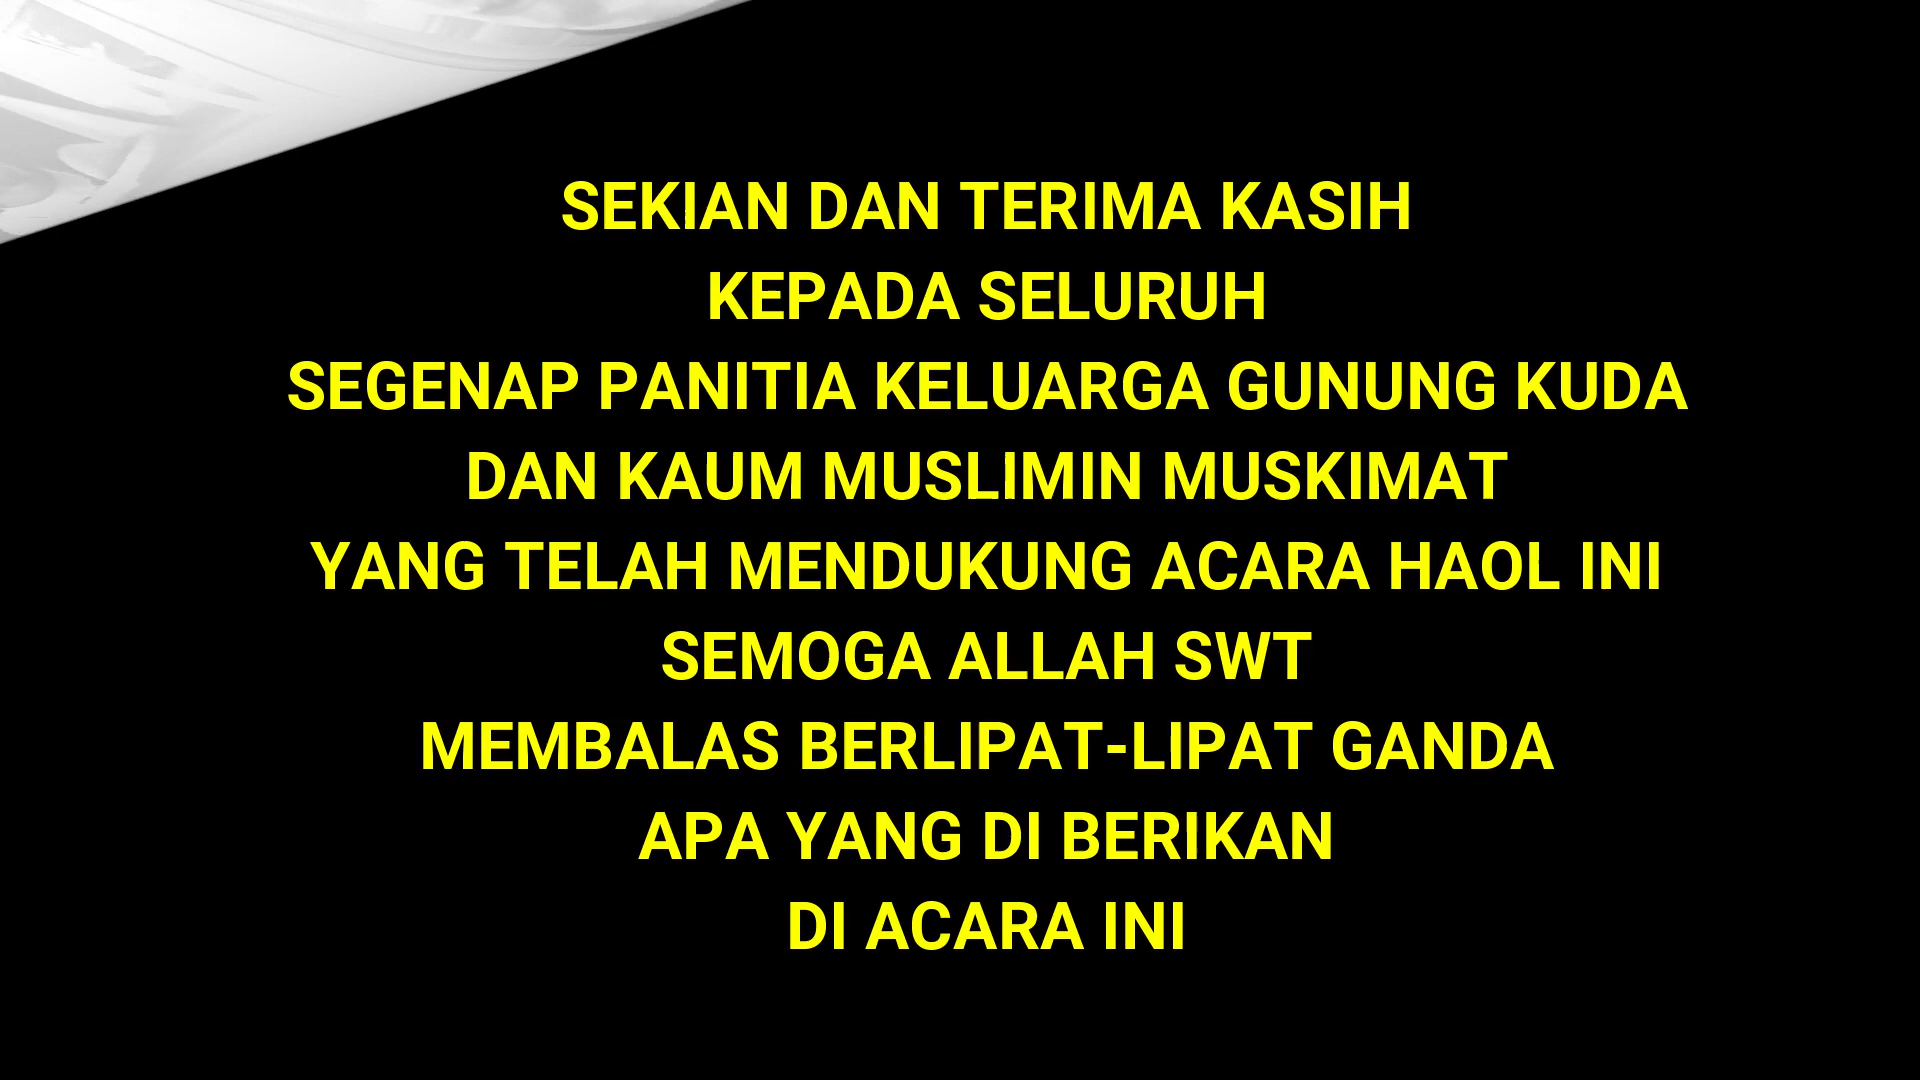 SEKIAN DAN TERIMA KASIH
KEPADA SELURUH
SEGENAP PANITIA KELUARGA GUNUNG KUDA
DAN KAUM MUSLIMIN MUSKIMAT
YANG TELAH MENDUKUNG ACARA HAOL INI
SEMOGA ALLAH SWT
MEMBALAS BERLIPAT-LIPAT GANDA
APA YANG DI BERIKAN
DI ACARA INI